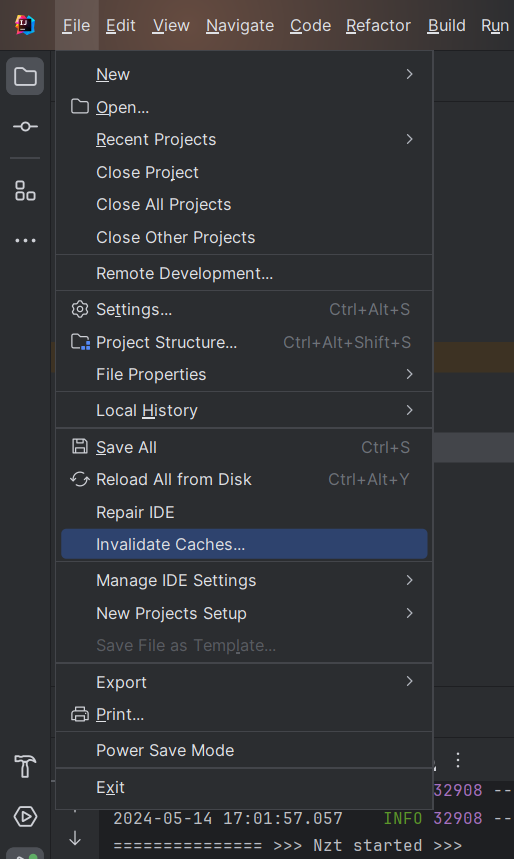 IJ
File Edit View Navigate Code Refactor Build Run
New
Open...
Recent Projects
Close Project
Close All Projects
Close Other Projects
Remote Development...
Settings... Ctrl+Alt+S
Project Structure... Ctrl+Alt+Shift+S
File Properties
Local History
Save All Ctrl+S
Reload All from Disk Ctrl+Alt+Y
Repair IDE
Invalidate Caches...
Manage IDE Settings
New Projects Setup
Save File as Template...
Export
Print...
Power Save Mode
Exit
32908 --
2024-05-14 17:01:57.057 INFO 32908 --
=============== >>> Nzt started >>>